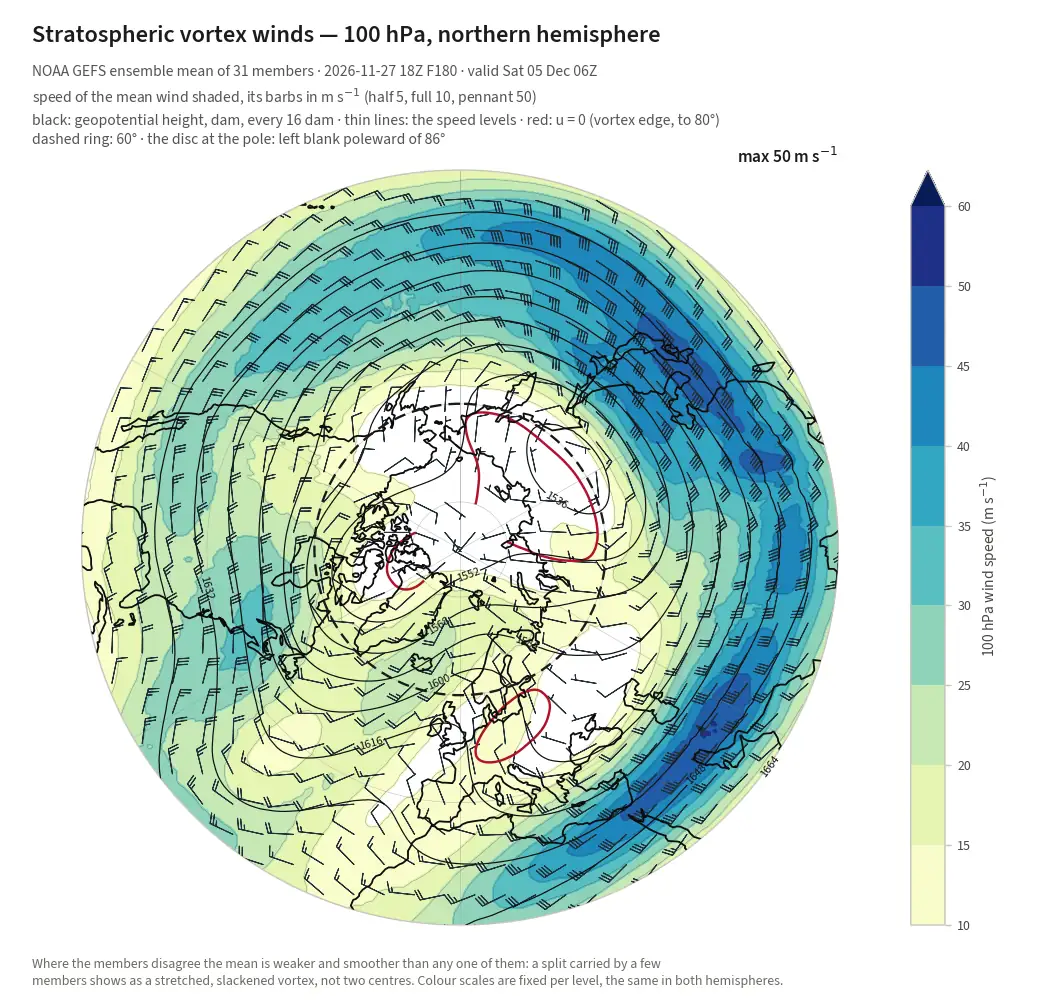 Stratospheric vortex winds — 100 hPa, northern hemisphere
NOAA GEFS ensemble mean of 31 members · 2026-11-27 18Z F180 · valid Sat 05 Dec 06Z
speed of the mean wind shaded, its barbs in m s⁻¹ (half 5, full 10, pennant 50)
black: geopotential height, dam, every 16 dam · thin lines: the speed levels · red: u = 0 (vortex edge, to 80°)
dashed ring: 60° · the disc at the pole: left blank poleward of 86°
max 50 m s⁻¹
60
50
45
40
35
30
25
20
15
10
100 hPa wind speed (m s⁻¹)
1536
1552
1632
1568
1600
1616
1648
1664
Where the members disagree the mean is weaker and smoother than any one of them: a split carried by a few
members shows as a stretched, slackened vortex, not two centres. Colour scales are fixed per level, the same in both hemispheres.